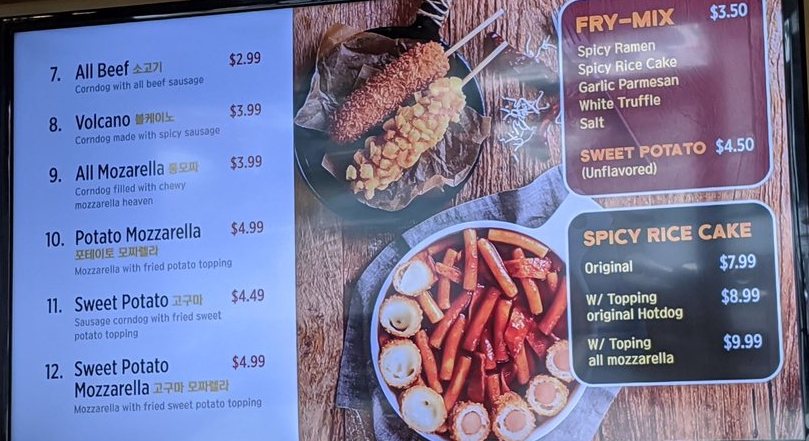 7. All Beef 소고기 $2.99
Corndog with all beef sausage
8. Volcano 볼케이노 $3.99
Corndog made with spicy sausage
9. All Mozarella 통모짜 $3.99
Corndog filled with chewy
mozzarella heaven
10. Potato Mozzarella $4.99
포테이토 모짜렐라
Mozzarella with fried potato topping
11. Sweet Potato 고구마 $4.49
Sausage corndog with fried sweet
potato topping
12. Sweet Potato $4.99
Mozzarella 고구마 모짜렐라
Mozzarella with fried sweet potato topping
FRY-MIX $3.50
Spicy Ramen
Spicy Rice Cake
Garlic Parmesan
White Truffle
Salt
SWEET POTATO $4.50
(Unflavored)
SPICY RICE CAKE
Original $7.99
W/ Topping $8.99
original Hotdog
W/ Toping $9.99
all mozzarella